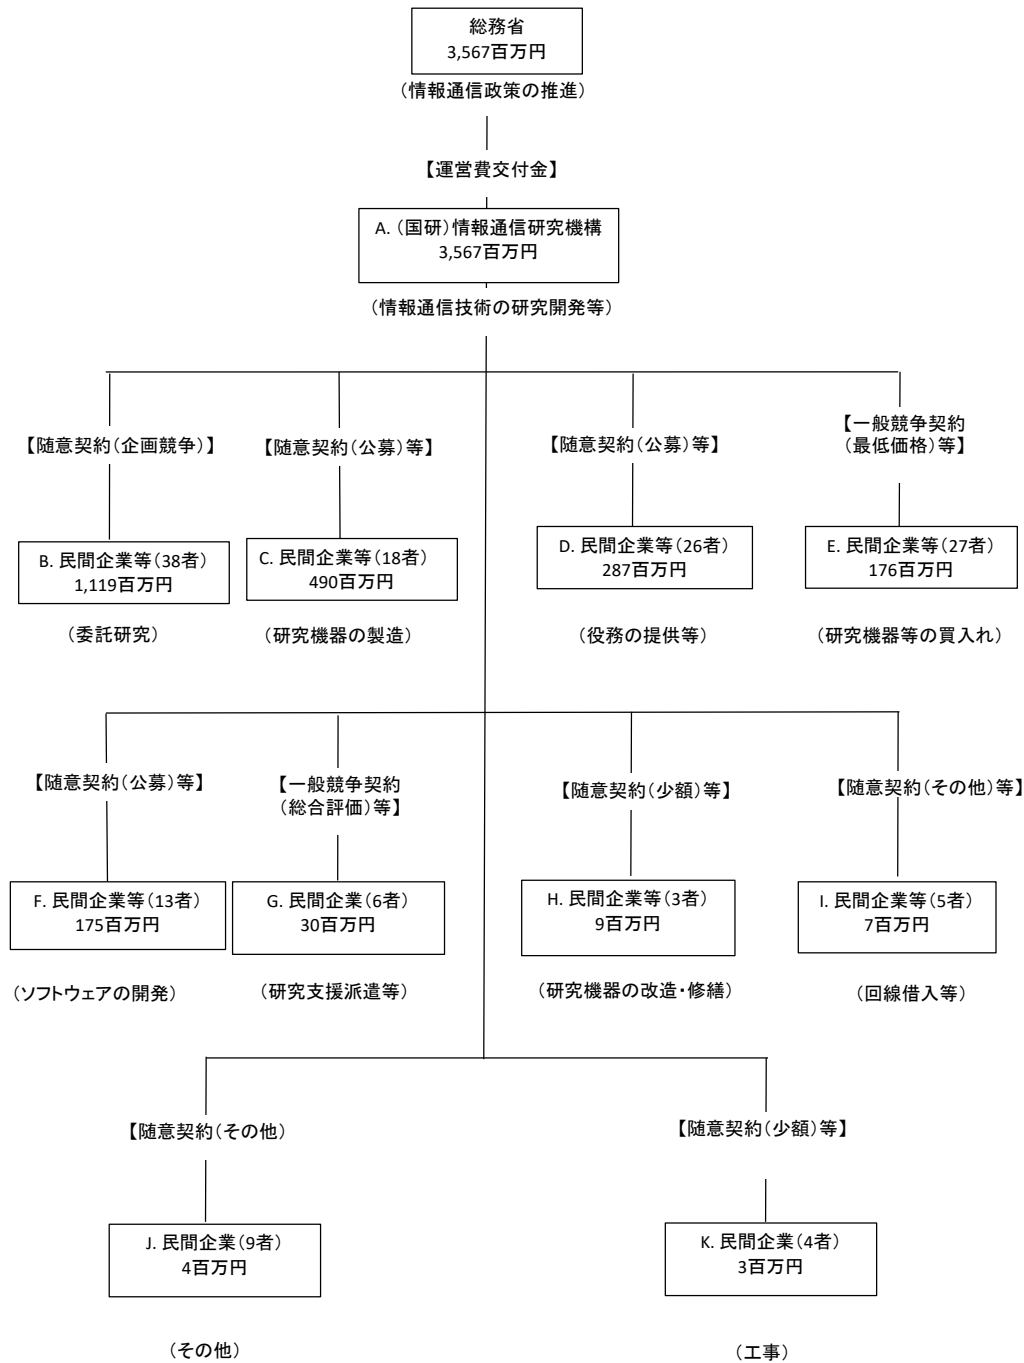 総務省
3,567百万円
（情報通信政策の推進）
【運営費交付金】
A.（国研）情報通信研究機構
3,567百万円
（情報通信技術の研究開発等）
【随意契約（企画競争）】
【随意契約（公募）等】
【随意契約（公募）等】
【一般競争契約
（最低価格）等】
B. 民間企業等（38者）
1,119百万円
C. 民間企業等（18者）
490百万円
D. 民間企業等（26者）
287百万円
E. 民間企業等（27者）
176百万円
（委託研究）
（研究機器の製造）
（役務の提供等）
（研究機器等の買入れ）
【随意契約（公募）等】
【一般競争契約
（総合評価）等】
【随意契約（少額）等】
【随意契約（その他）等】
F. 民間企業等（13者）
175百万円
G. 民間企業（6者）
30百万円
H. 民間企業等（3者）
9百万円
I. 民間企業等（5者）
7百万円
（ソフトウェアの開発）
（研究支援派遣等）
（研究機器の改造・修繕）
（回線借入等）
【随意契約（その他）
【随意契約（少額）等】
J. 民間企業（9者）
4百万円
K. 民間企業（4者）
3百万円
（その他）
（工事）